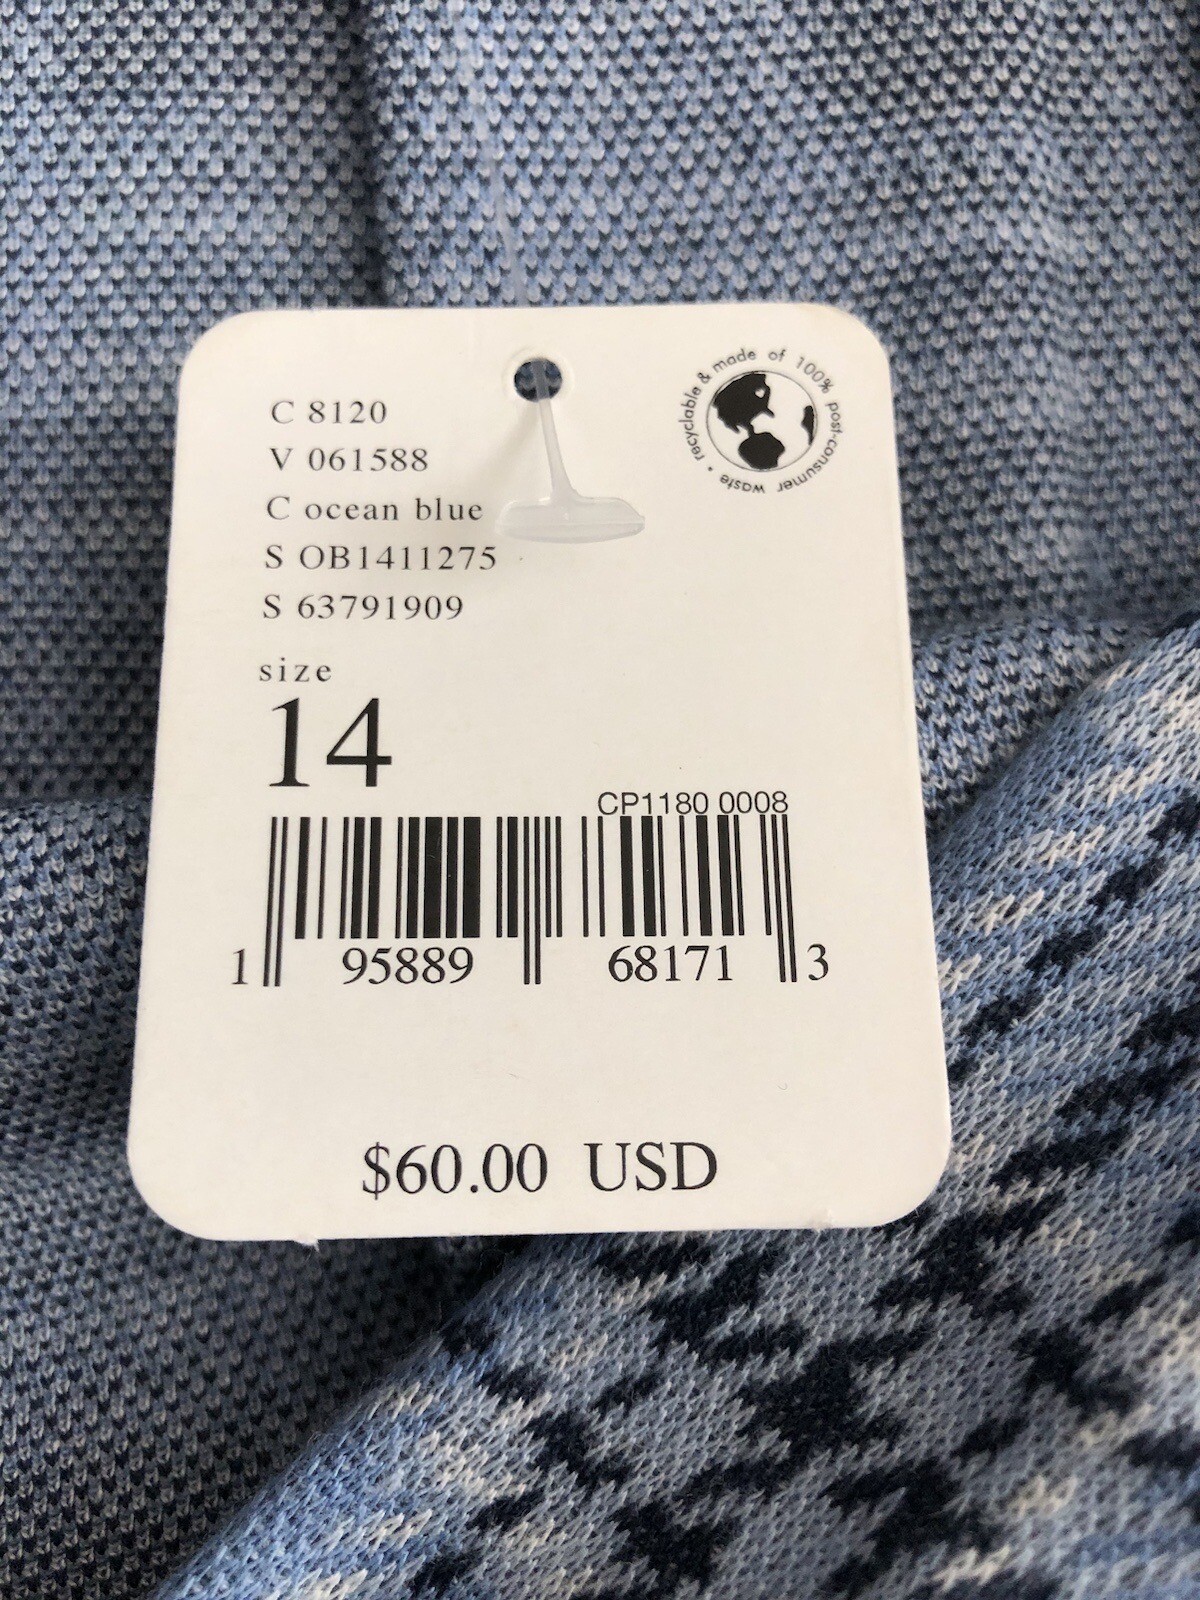 recyclable & made of 100% post-consumer waste •
C 8120
V 061588
C ocean blue
S OB1411275
S 63791909
size
14
CP1180 0008
1 95889 68171 3
$60.00 USD